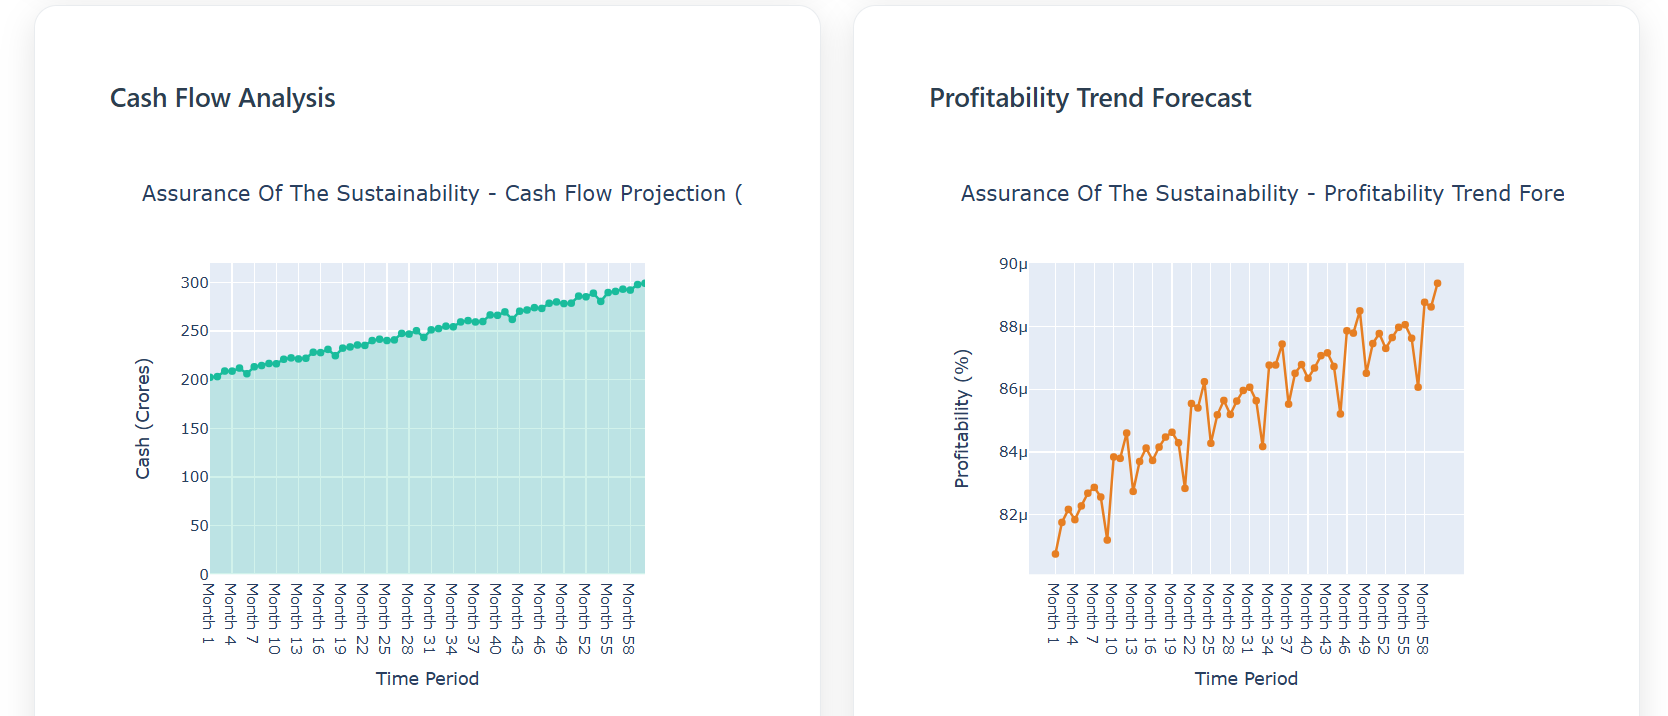 Cash Flow Analysis
Assurance Of The Sustainability - Cash Flow Projection (
Cash (Crores)
300
250
200
150
100
50
0
Month 1
Month 4
Month 7
Month 10
Month 13
Month 16
Month 19
Month 22
Month 25
Month 28
Month 31
Month 34
Month 37
Month 40
Month 43
Month 46
Month 49
Month 52
Month 55
Month 58
Time Period
Profitability Trend Forecast
Assurance Of The Sustainability - Profitability Trend Fore
Profitability (%)
90μ
88μ
86μ
84μ
82μ
Month 1
Month 4
Month 7
Month 10
Month 13
Month 16
Month 19
Month 22
Month 25
Month 28
Month 31
Month 34
Month 37
Month 40
Month 43
Month 46
Month 49
Month 52
Month 55
Month 58
Time Period